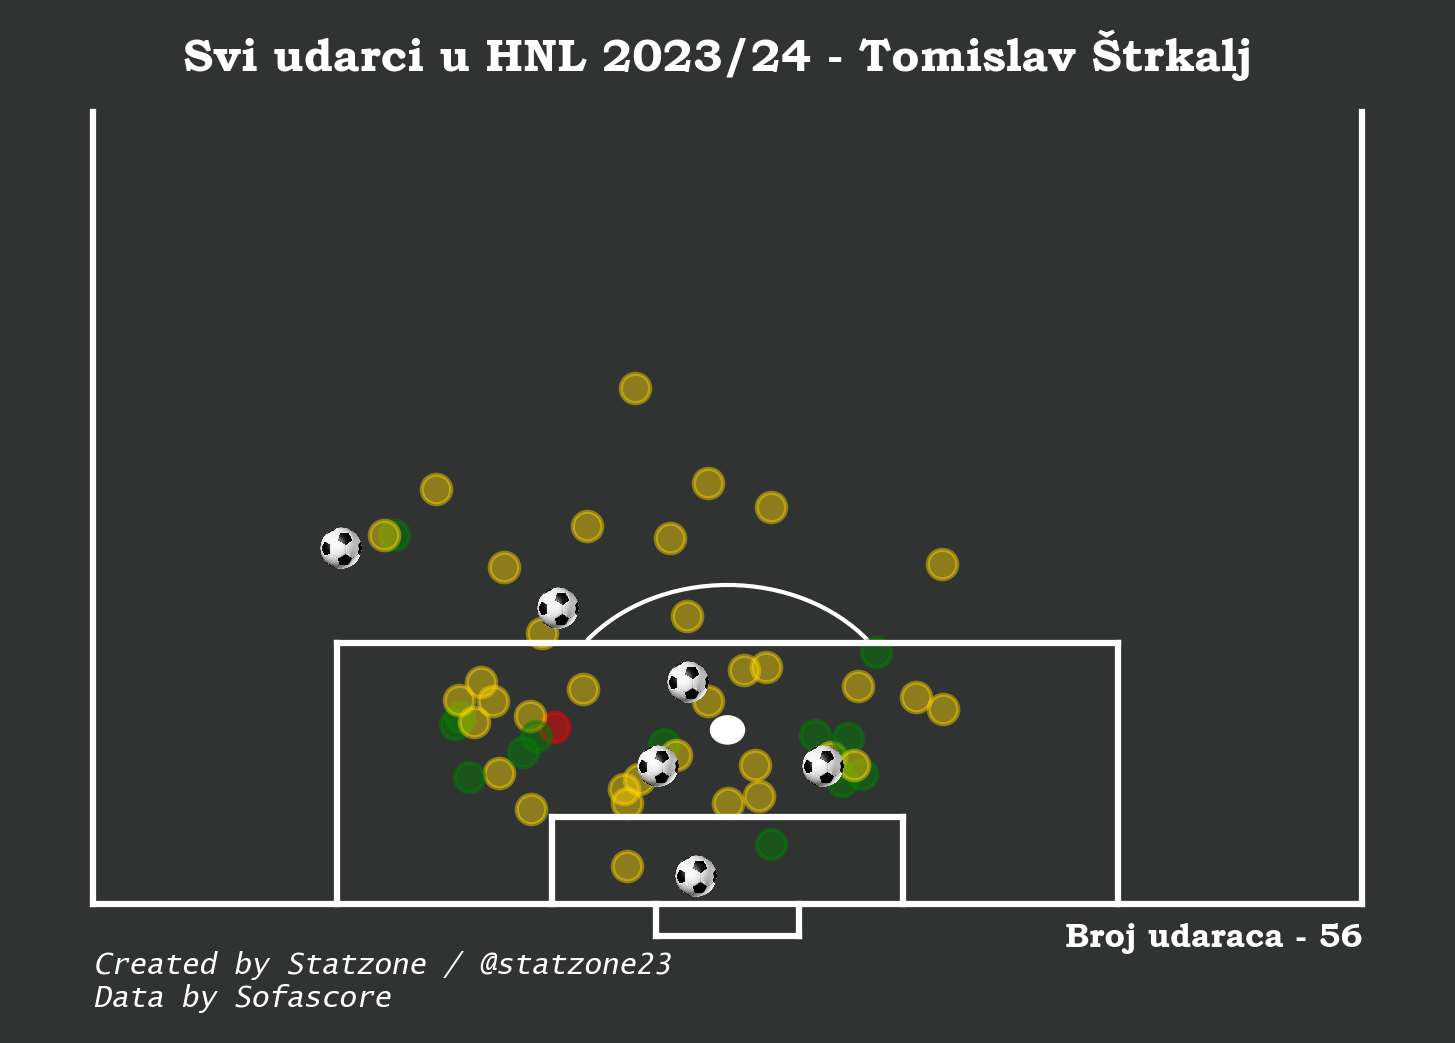 Svi udarci u HNL 2023/24 - Tomislav Štrkalj
Broj udaraca - 56
Created by Statzone / @statzone23
Data by Sofascore